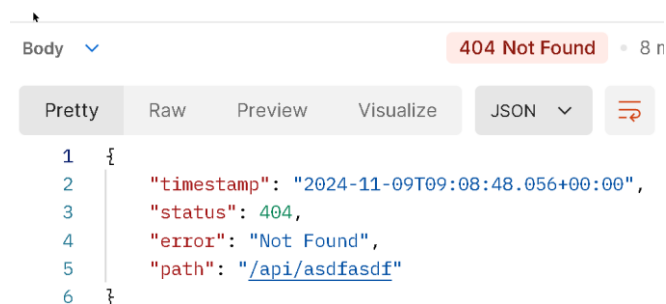 Body
404 Not Found • 8
Pretty Raw Preview Visualize JSON
1 {
2 "timestamp": "2024-11-09T09:08:48.056+00:00",
3 "status": 404,
4 "error": "Not Found",
5 "path": "/api/asdfasdf"
6 }